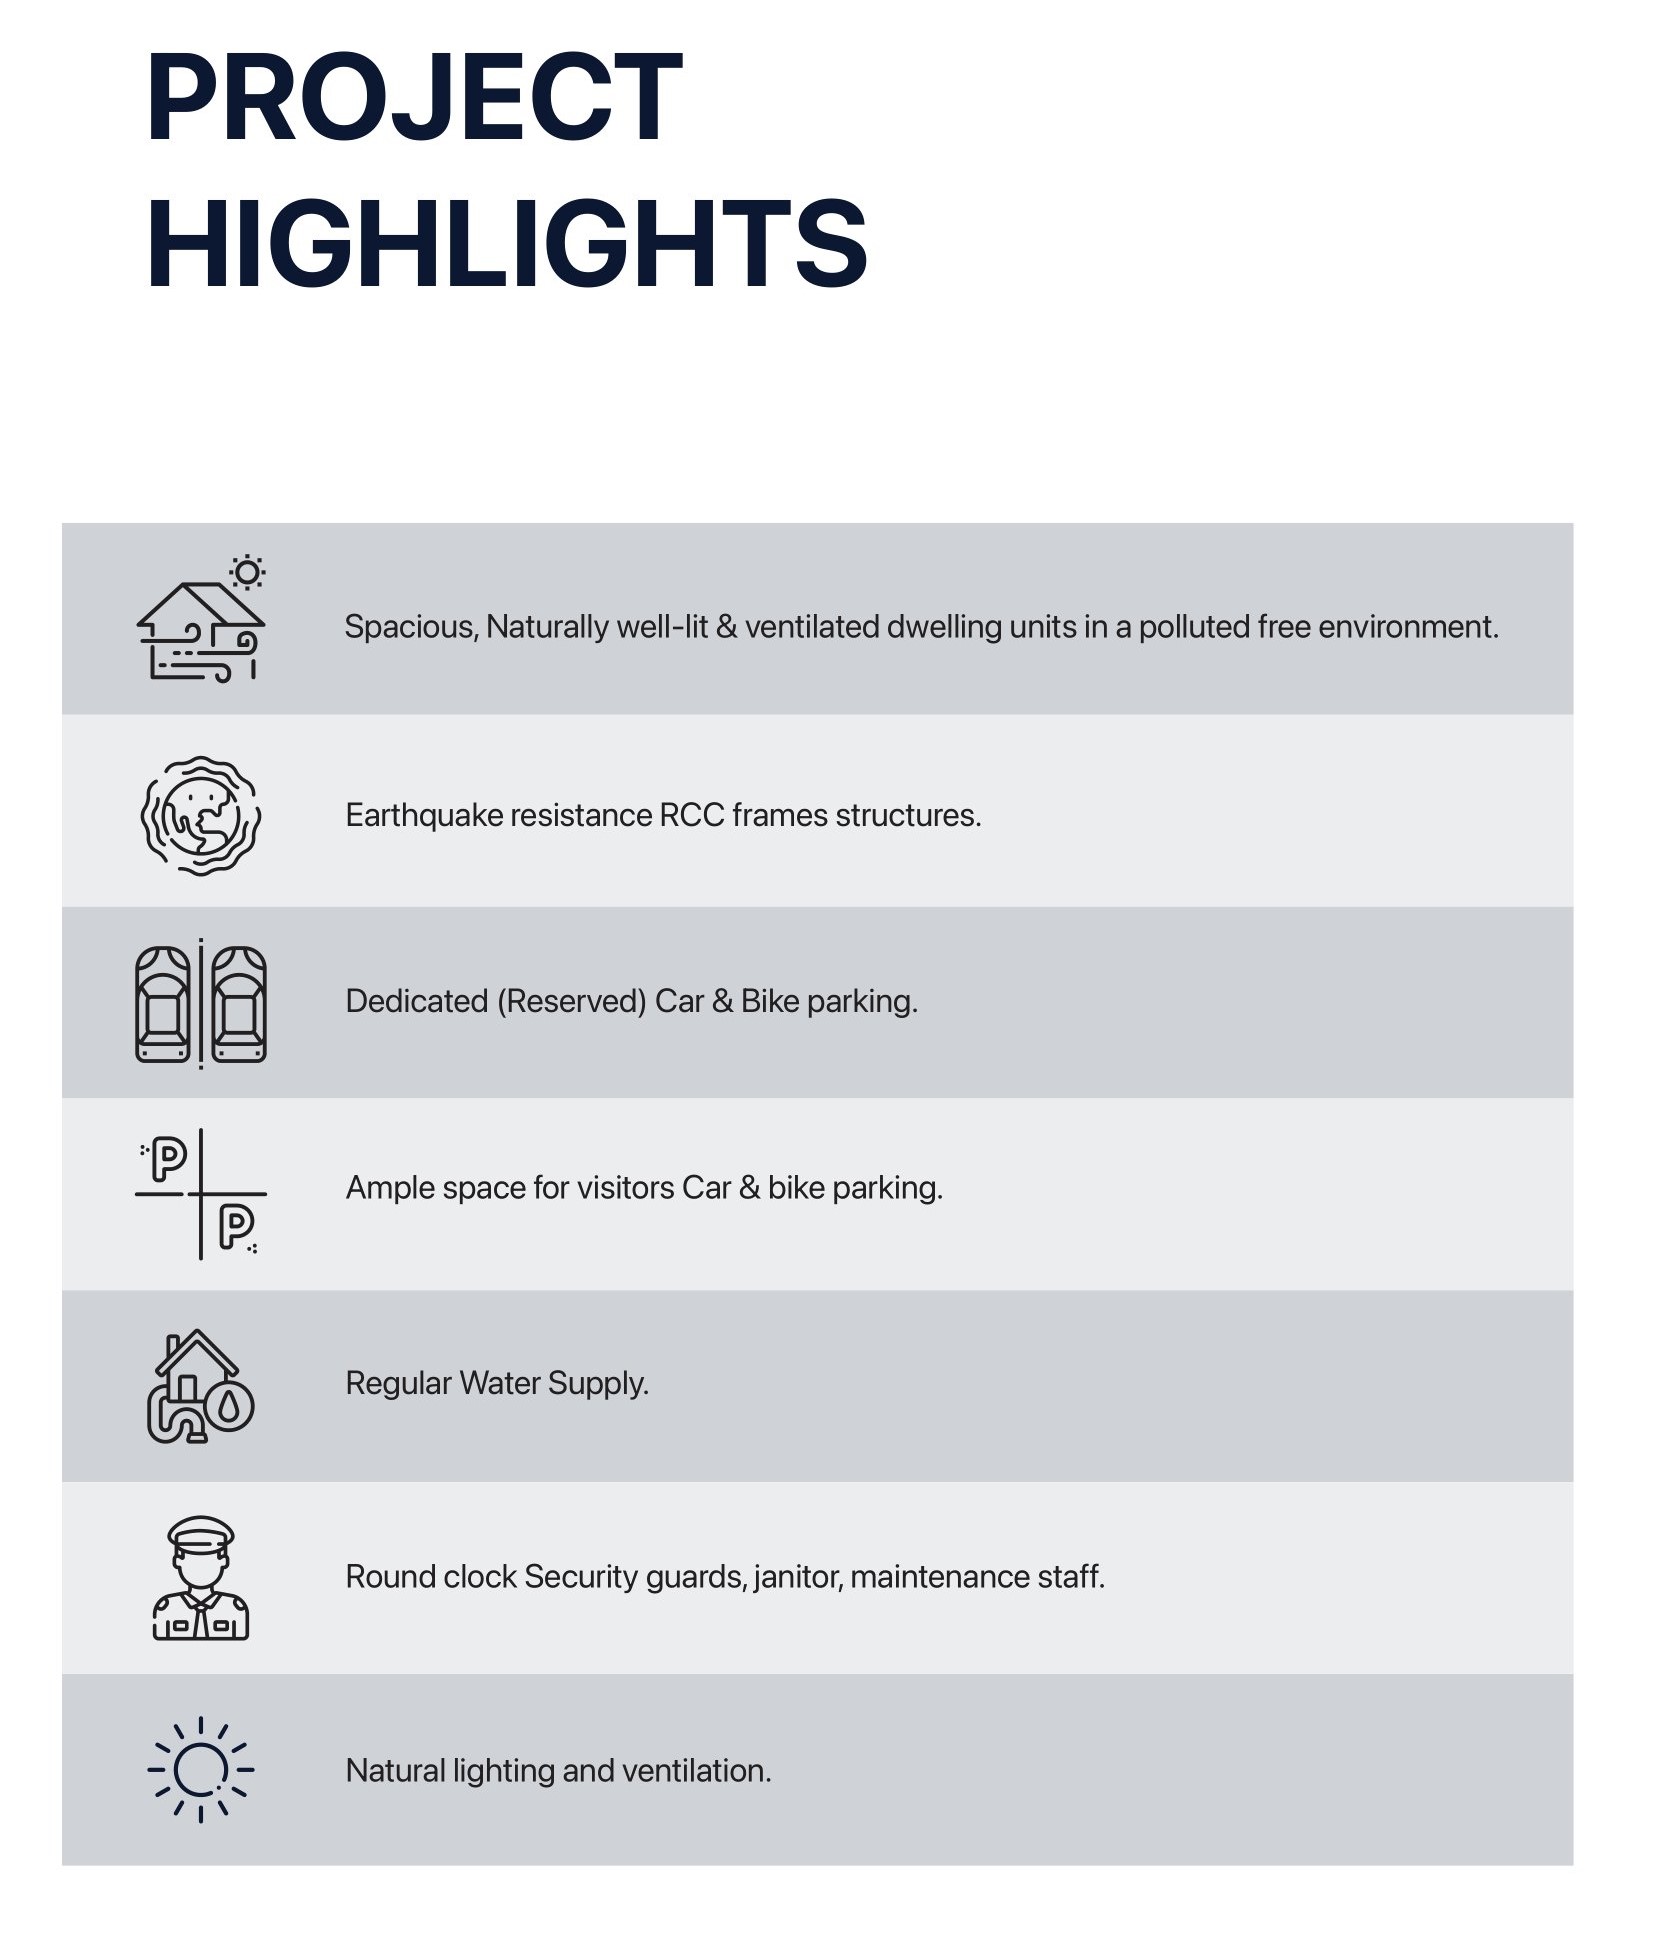 PROJECT
HIGHLIGHTS
Spacious, Naturally well-lit & ventilated dwelling units in a polluted free environment.
Earthquake resistance RCC frames structures.
Dedicated (Reserved) Car & Bike parking.
P
P
Ample space for visitors Car & bike parking.
Regular Water Supply.
Round clock Security guards, janitor, maintenance staff.
Natural lighting and ventilation.